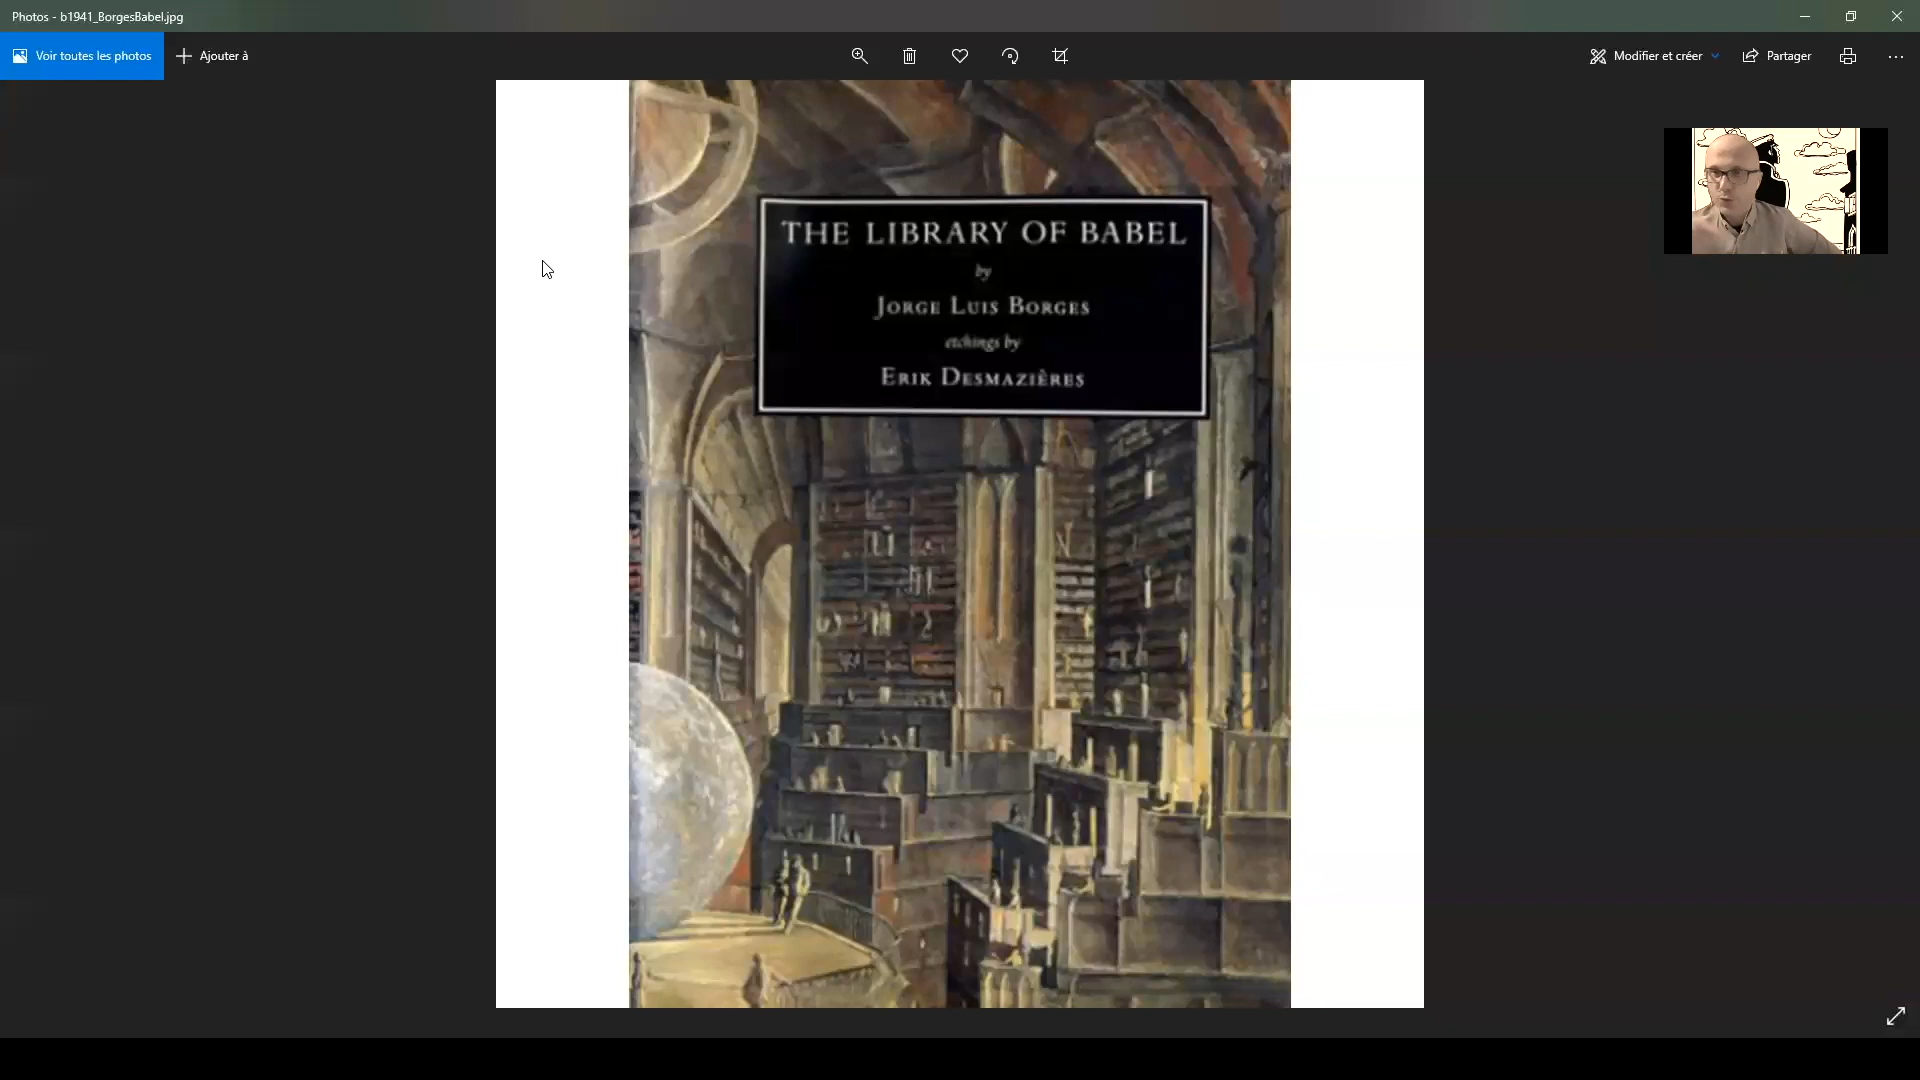 Photos - b1941_BorgesBabel.jpg
Voir toutes les photos
Ajouter à
Modifier et créer
Partager
THE LIBRARY OF BABEL
by
JORGE LUIS BORGES
etchings by
ERIK DESMAZIÈRES